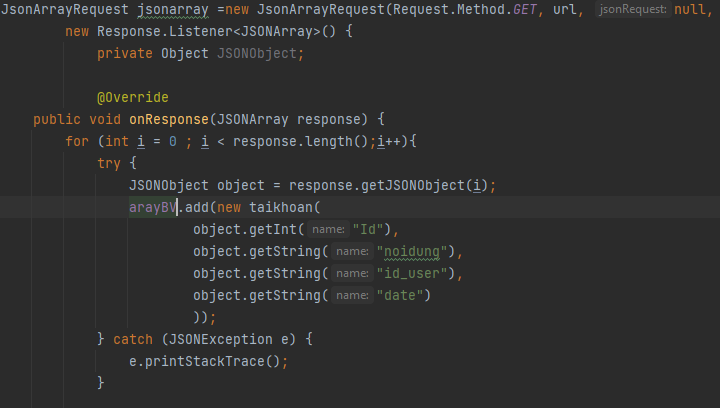 JsonArrayRequest jsonarray =new JsonArrayRequest(Request.Method.GET, url, jsonRequest: null,
new Response.Listener<JSONArray>() {
private Object JSONObject;
@Override
public void onResponse(JSONArray response) {
for (int i = 0 ; i < response.length();i++){
try {
JSONObject object = response.getJSONObject(i);
arayBV.add(new taikhoan(
object.getInt( name: "Id"),
object.getString( name: "noidung"),
object.getString( name: "id_user"),
object.getString( name: "date")
));
} catch (JSONException e) {
e.printStackTrace();
}